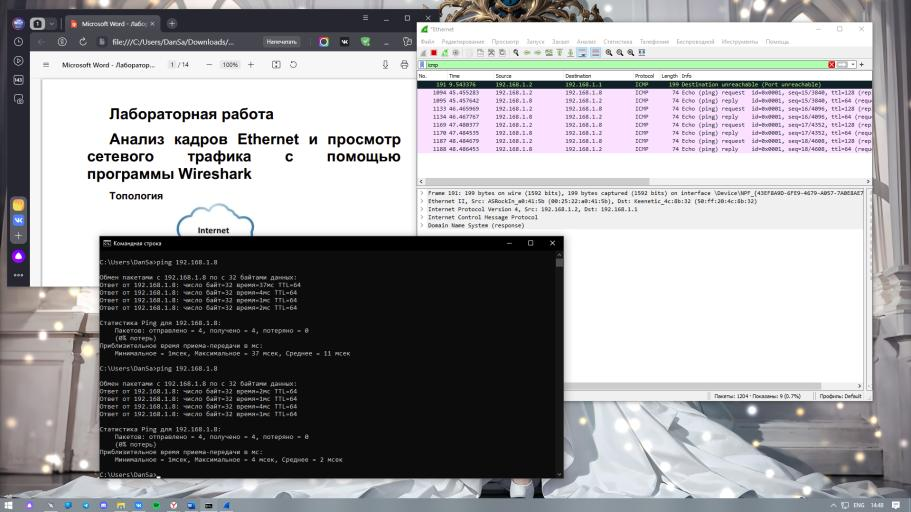 1
Microsoft Word - Лабор
file:///C:/Users/DanSa/Downloads/...
Напечатать
Microsoft Word - Лаборатор...
1 / 14
100%
Лабораторная работа
Анализ кадров Ethernet и просмотр
сетевого трафика с помощью
программы Wireshark
Топология
Internet
*Ethernet
Файл Редактирование Просмотр Запуск Захват Анализ Статистика Телефония Беспроводной Инструменты Помощь
icmp
No. Time Source Destination Protocol Length Info
191 9.543376 192.168.1.2 192.168.1.1 ICMP 199 Destination unreachable (Port unreachable)
1094 45.455283 192.168.1.2 192.168.1.8 ICMP 74 Echo (ping) request id=0x0001, seq=15/3840, ttl=128 (rep
1095 45.457642 192.168.1.8 192.168.1.2 ICMP 74 Echo (ping) reply id=0x0001, seq=15/3840, ttl=64 (requ
1133 46.465969 192.168.1.2 192.168.1.8 ICMP 74 Echo (ping) request id=0x0001, seq=16/4096, ttl=128 (rep
1134 46.467767 192.168.1.8 192.168.1.2 ICMP 74 Echo (ping) reply id=0x0001, seq=16/4096, ttl=64 (requ
1169 47.480377 192.168.1.2 192.168.1.8 ICMP 74 Echo (ping) request id=0x0001, seq=17/4352, ttl=128 (rep
1170 47.484535 192.168.1.8 192.168.1.2 ICMP 74 Echo (ping) reply id=0x0001, seq=17/4352, ttl=64 (requ
1187 48.484679 192.168.1.2 192.168.1.8 ICMP 74 Echo (ping) request id=0x0001, seq=18/4608, ttl=128 (rep
1188 48.486453 192.168.1.8 192.168.1.2 ICMP 74 Echo (ping) reply id=0x0001, seq=18/4608, ttl=64 (requ
Frame 191: 199 bytes on wire (1592 bits), 199 bytes captured (1592 bits) on interface \Device\NPF_{43EF8A9D-6FE9-4679-A057-7A0E8AE7
Ethernet II, Src: ASRockIn_a0:41:5b (00:25:22:a0:41:5b), Dst: Keenetic_4c:8b:32 (50:ff:20:4c:8b:32)
Internet Protocol Version 4, Src: 192.168.1.2, Dst: 192.168.1.1
Internet Control Message Protocol
Domain Name System (response)
Пакеты: 1204 · Показаны: 9 (0.7%)
Профиль: Default
Командная строка
C:\Users\DanSa>ping 192.168.1.8
Обмен пакетами с 192.168.1.8 по с 32 байтами данных:
Ответ от 192.168.1.8: число байт=32 время=37мс TTL=64
Ответ от 192.168.1.8: число байт=32 время=4мс TTL=64
Ответ от 192.168.1.8: число байт=32 время=1мс TTL=64
Ответ от 192.168.1.8: число байт=32 время=2мс TTL=64
Статистика Ping для 192.168.1.8:
Пакетов: отправлено = 4, получено = 4, потеряно = 0
(0% потерь)
Приблизительное время приема-передачи в мс:
Минимальное = 1мсек, Максимальное = 37 мсек, Среднее = 11 мсек
C:\Users\DanSa>ping 192.168.1.8
Обмен пакетами с 192.168.1.8 по с 32 байтами данных:
Ответ от 192.168.1.8: число байт=32 время=2мс TTL=64
Ответ от 192.168.1.8: число байт=32 время=1мс TTL=64
Ответ от 192.168.1.8: число байт=32 время=4мс TTL=64
Ответ от 192.168.1.8: число байт=32 время=1мс TTL=64
Статистика Ping для 192.168.1.8:
Пакетов: отправлено = 4, получено = 4, потеряно = 0
(0% потерь)
Приблизительное время приема-передачи в мс:
Минимальное = 1мсек, Максимальное = 4 мсек, Среднее = 2 мсек
C:\Users\DanSa>
ENG 14:48